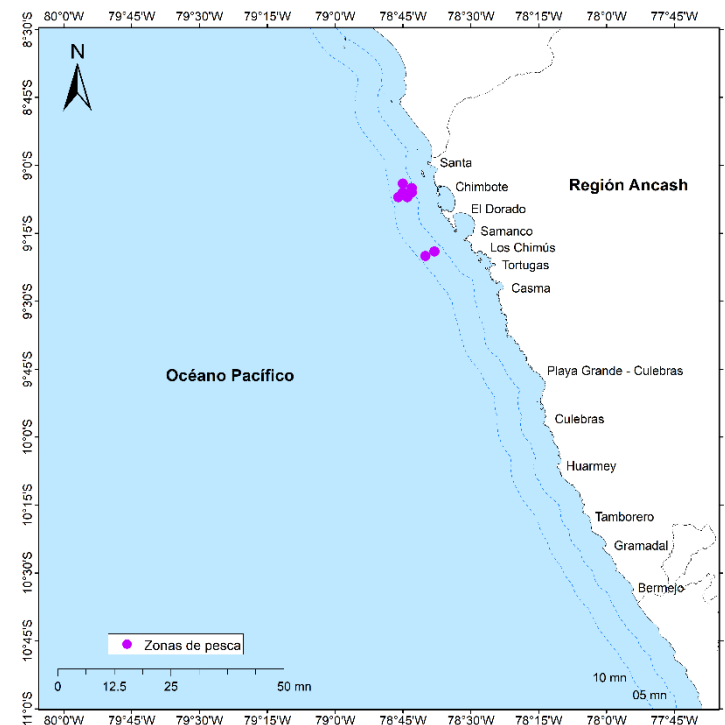 80°0'W 79°45'W 79°30'W 79°15'W 79°0'W 78°45'W 78°30'W 78°15'W 78°0'W 77°45'W
8°30'S
8°45'S
9°0'S
9°15'S
9°30'S
9°45'S
10°0'S
10°15'S
10°30'S
10°45'S
11°0'S
N
Santa
Chimbote
Región Ancash
El Dorado
Samanco
Los Chimús
Tortugas
Casma
Playa Grande - Culebras
Océano Pacífico
Culebras
Huarmey
Tamborero
Gramadal
Bermejo
Zonas de pesca
10 mn
05 mn
0 12.5 25 50 mn
80°0'W 79°45'W 79°30'W 79°15'W 79°0'W 78°45'W 78°30'W 78°15'W 78°0'W 77°45'W